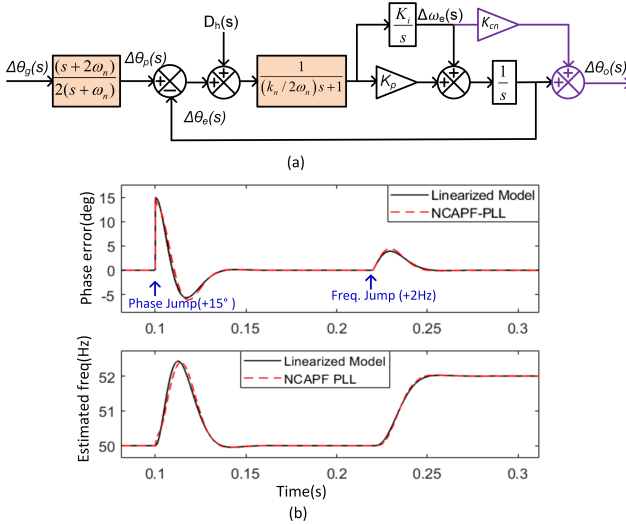 D_h(s)
Δθ_g(s)
(s + 2ω_n)
2(s + ω_n)
Δθ_p(s)
Δθ_e(s)
1
(k_n / 2ω_n) s + 1
K_i
s
Δω_e(s)
K_cn
K_p
1
s
Δθ_o(s)
(a)
Phase error(deg)
15
10
5
0
-5
Linearized Model
NCAPF-PLL
Phase Jump(+15°)
Freq. Jump (+2Hz)
0.1 0.15 0.2 0.25 0.3
Estimated freq(Hz)
52
51
50
Linearized Model
NCAPF PLL
0.1 0.15 0.2 0.25 0.3
Time(s)
(b)